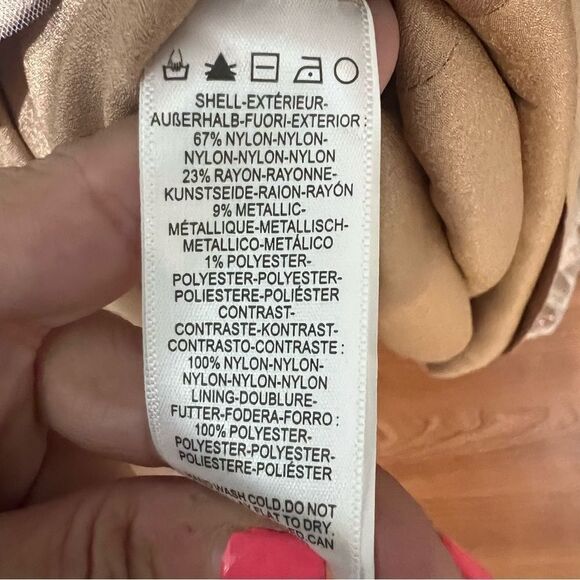 SHELL-EXTÉRIEUR-
AUßERHALB-FUORI-EXTERIOR :
67% NYLON-NYLON-
NYLON-NYLON-NYLON
23% RAYON-RAYONNE-
KUNSTSEIDE-RAION-RAYÓN
9% METALLIC-
MÉTALLIQUE-METALLISCH-
METALLICO-METÁLICO
1% POLYESTER-
POLYESTER-POLYESTER-
POLIESTERE-POLIÉSTER
CONTRAST-
CONTRASTE-KONTRAST-
CONTRASTO-CONTRASTE :
100% NYLON-NYLON-
NYLON-NYLON-NYLON
LINING-DOUBLURE-
FUTTER-FODERA-FORRO :
100% POLYESTER-
POLYESTER-POLYESTER-
POLIESTERE-POLIÉSTER
WASH COLD.DO NOT
FLAT TO DRY.
CAN